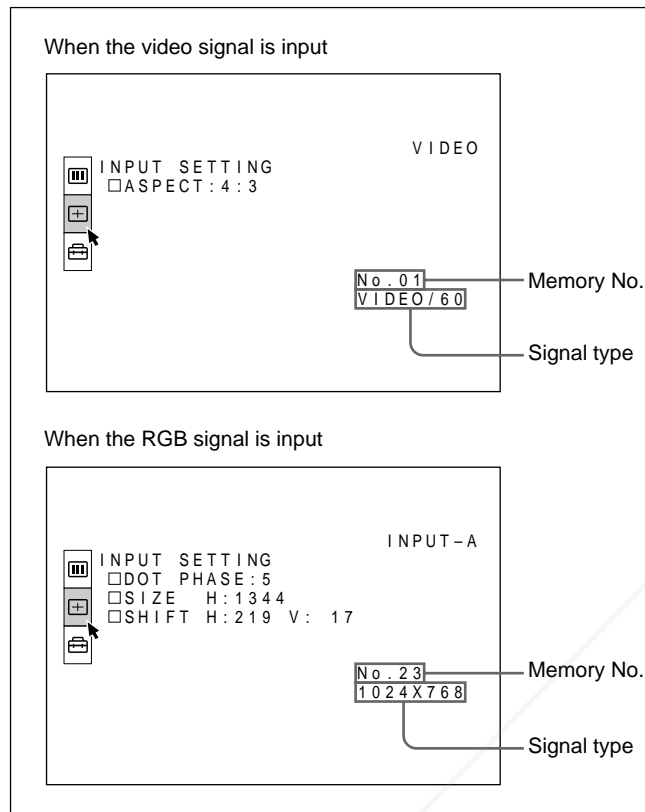 When the video signal is input
VIDEO
INPUT SETTING
□ASPECT:4:3
No.01
Memory No.
VIDEO/60
Signal type
When the RGB signal is input
INPUT–A
INPUT SETTING
□DOT PHASE:5
□SIZE H:1344
□SHIFT H:219 V: 17
No.23
Memory No.
1024X768
Signal type